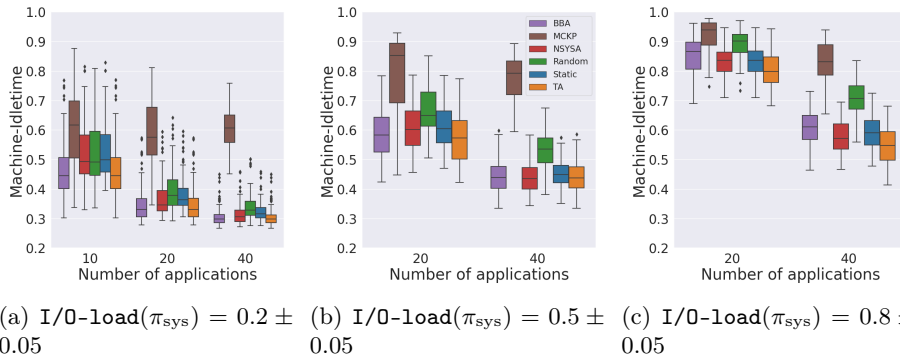 1.0
0.9
0.8
0.7
0.6
0.5
0.4
0.3
0.2
Machine-Idletime
10 20 40
Number of applications
1.0
0.9
0.8
0.7
0.6
0.5
0.4
0.3
0.2
Machine-Idletime
BBA
MCKP
NSYSA
Random
Static
TA
20 40
Number of applications
1.0
0.9
0.8
0.7
0.6
0.5
0.4
0.3
0.2
Machine-Idletime
20 40
Number of applications
(a) I/O-load(π_sys) = 0.2 ±
0.05
(b) I/O-load(π_sys) = 0.5 ±
0.05
(c) I/O-load(π_sys) = 0.8 ±
0.05